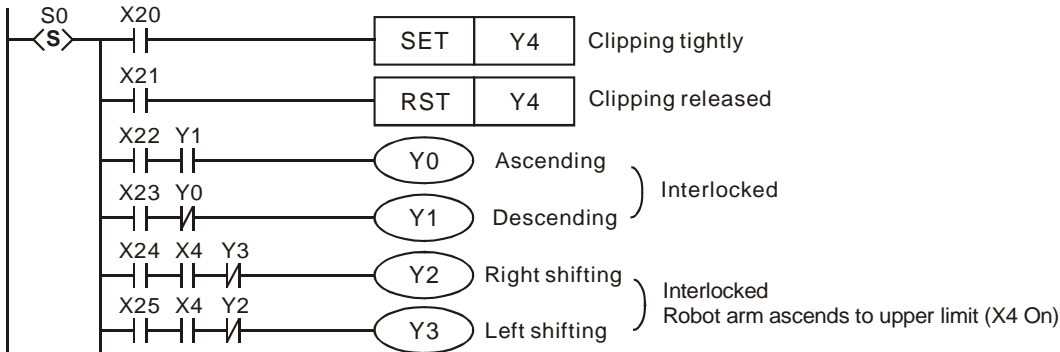 S0 X20
S SET Y4 Clipping tightly
X21
RST Y4 Clipping released
X22 Y1
Y0 Ascending
Interlocked
X23 Y0
Y1 Descending
X24 X4 Y3
Y2 Right shifting
Interlocked
Robot arm ascends to upper limit (X4 On)
X25 X4 Y2
Y3 Left shifting